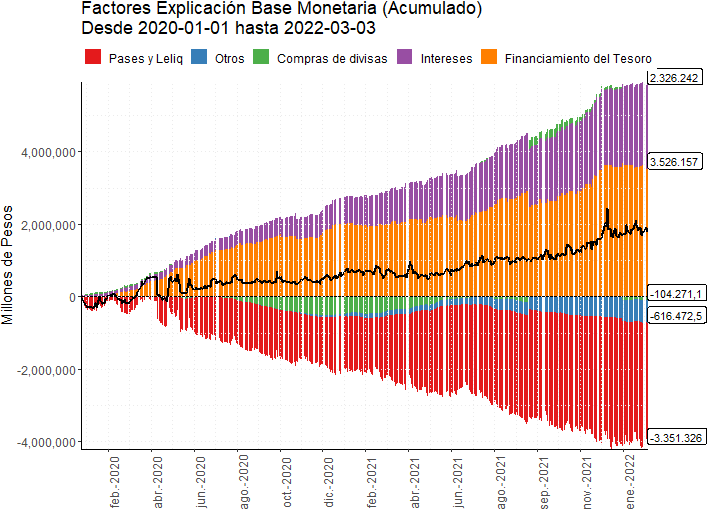 Factores Explicación Base Monetaria (Acumulado)
Desde 2020-01-01 hasta 2022-03-03
Pases y Leliq Otros Compras de divisas Intereses Financiamiento del Tesoro
Millones de Pesos
4,000,000
2,000,000
0
-2,000,000
-4,000,000
2.326.242
3.526.157
-104.271,1
-616.472,5
-3.351.326
feb.-2020
abr.-2020
jun.-2020
ago.-2020
oct.-2020
dic.-2020
feb.-2021
abr.-2021
jun.-2021
ago.-2021
sep.-2021
nov.-2021
ene.-2022